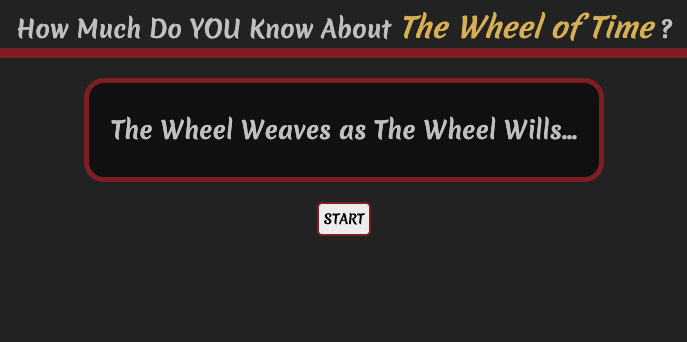 How Much Do YOU Know About The Wheel of Time ?
The Wheel Weaves as The Wheel Wills...
START